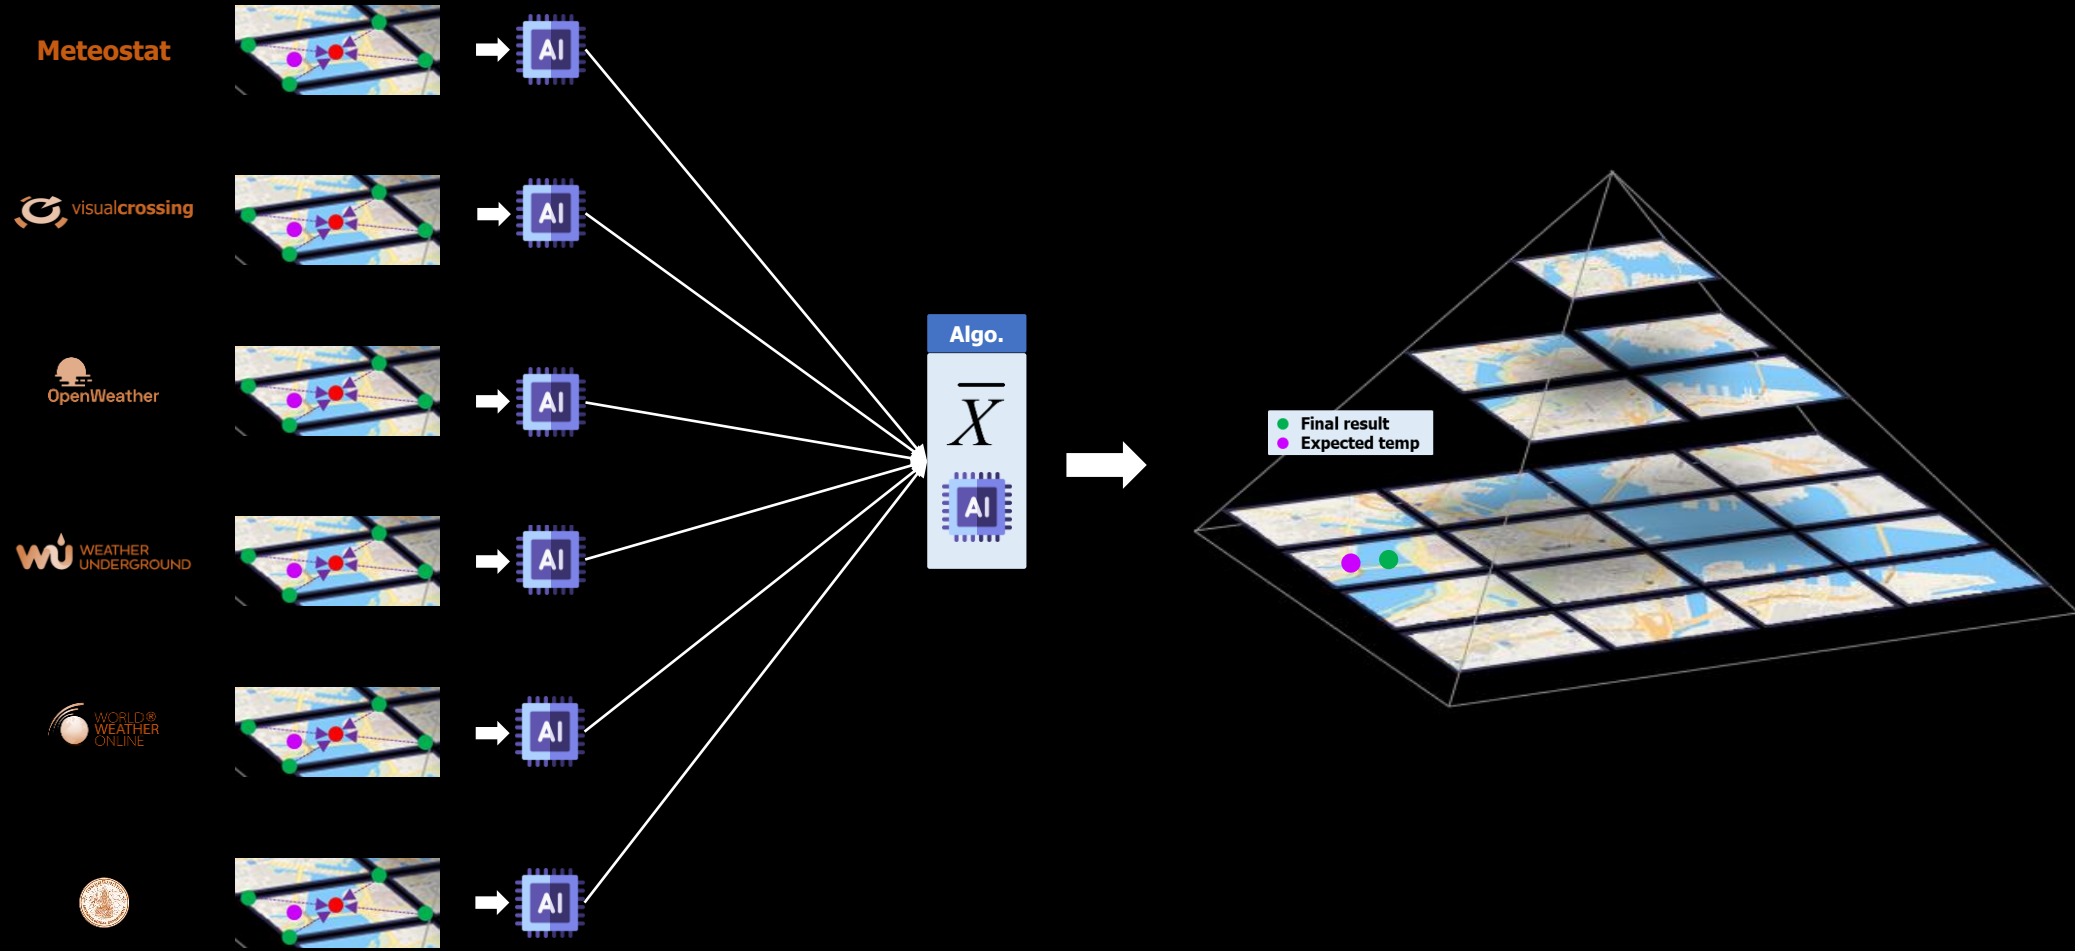 Meteostat
AI
visualcrossing
AI
OpenWeather
AI
WU WEATHER
UNDERGROUND
AI
WORLD®
WEATHER
ONLINE
AI
AI
Algo.
X
AI
Final result
Expected temp